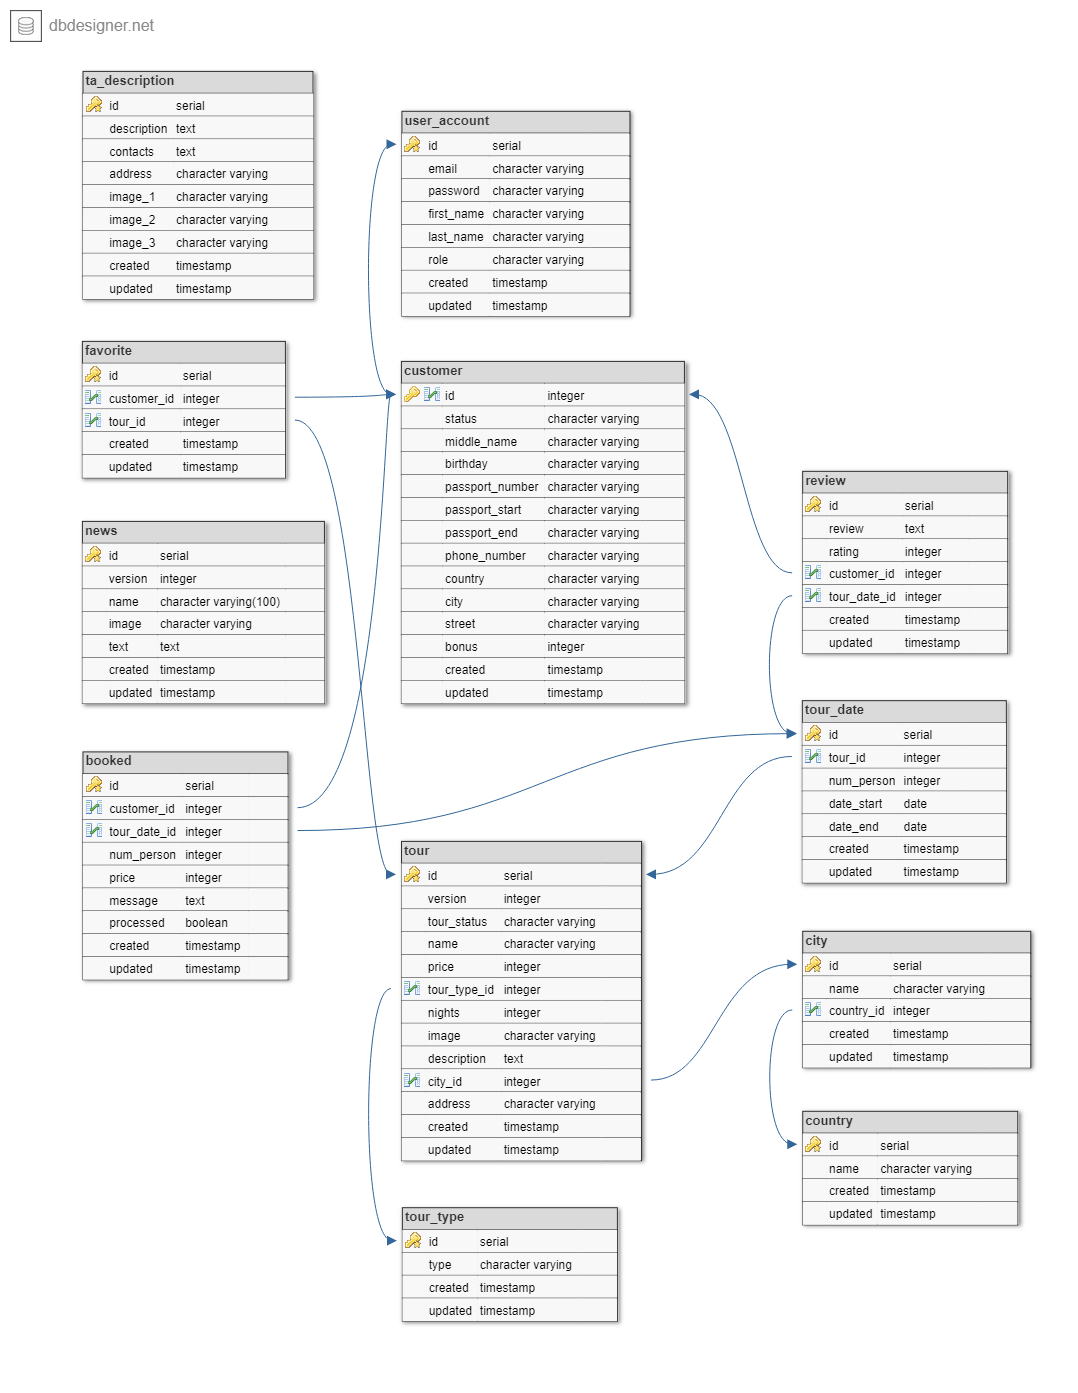 dbdesigner.net
ta_description
id serial
description text
contacts text
address character varying
image_1 character varying
image_2 character varying
image_3 character varying
created timestamp
updated timestamp
user_account
id serial
email character varying
password character varying
first_name character varying
last_name character varying
role character varying
created timestamp
updated timestamp
favorite
id serial
customer_id integer
tour_id integer
created timestamp
updated timestamp
customer
id integer
status character varying
middle_name character varying
birthday character varying
passport_number character varying
passport_start character varying
passport_end character varying
phone_number character varying
country character varying
city character varying
street character varying
bonus integer
created timestamp
updated timestamp
review
id serial
review text
rating integer
customer_id integer
tour_date_id integer
created timestamp
updated timestamp
news
id serial
version integer
name character varying(100)
image character varying
text text
created timestamp
updated timestamp
tour_date
id serial
tour_id integer
num_person integer
date_start date
date_end date
created timestamp
updated timestamp
booked
id serial
customer_id integer
tour_date_id integer
num_person integer
price integer
message text
processed boolean
created timestamp
updated timestamp
tour
id serial
version integer
tour_status character varying
name character varying
price integer
tour_type_id integer
nights integer
image character varying
description text
city_id integer
address character varying
created timestamp
updated timestamp
city
id serial
name character varying
country_id integer
created timestamp
updated timestamp
country
id serial
name character varying
created timestamp
updated timestamp
tour_type
id serial
type character varying
created timestamp
updated timestamp